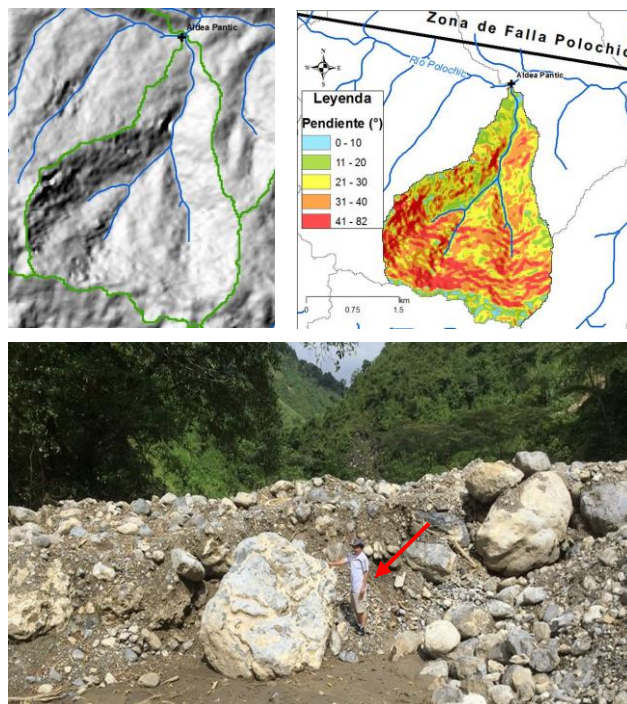 Aldea Pantic
Zona de Falla Polochic
N
W
E
S
Río Polochic
Aldea Pantic
Leyenda
Pendiente (°)
0 - 10
11 - 20
21 - 30
31 - 40
41 - 82
km
0
0.75
1.5